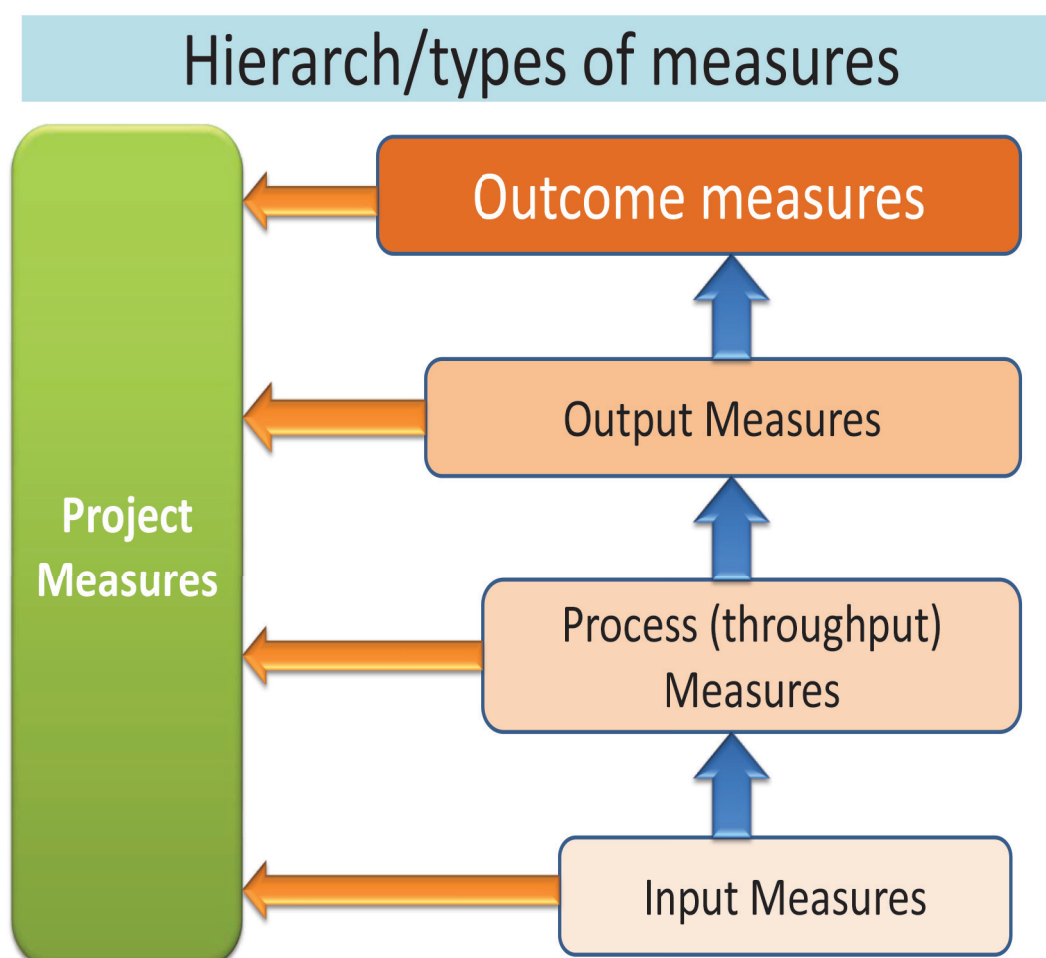 Hierarch/types of measures
Outcome measures
Output Measures
Project
Measures
Process (throughput)
Measures
Input Measures